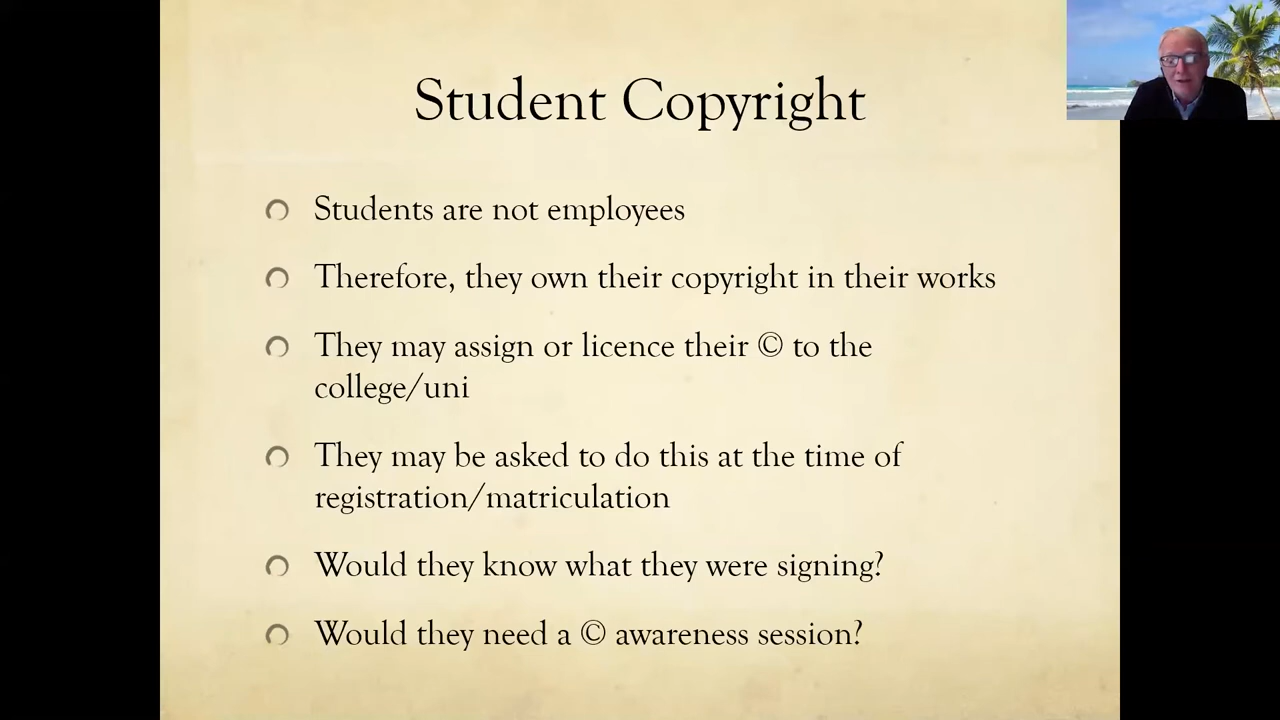 Student Copyright
Students are not employees
Therefore, they own their copyright in their works
They may assign or licence their © to the
college/uni
They may be asked to do this at the time of
registration/matriculation
Would they know what they were signing?
Would they need a © awareness session?